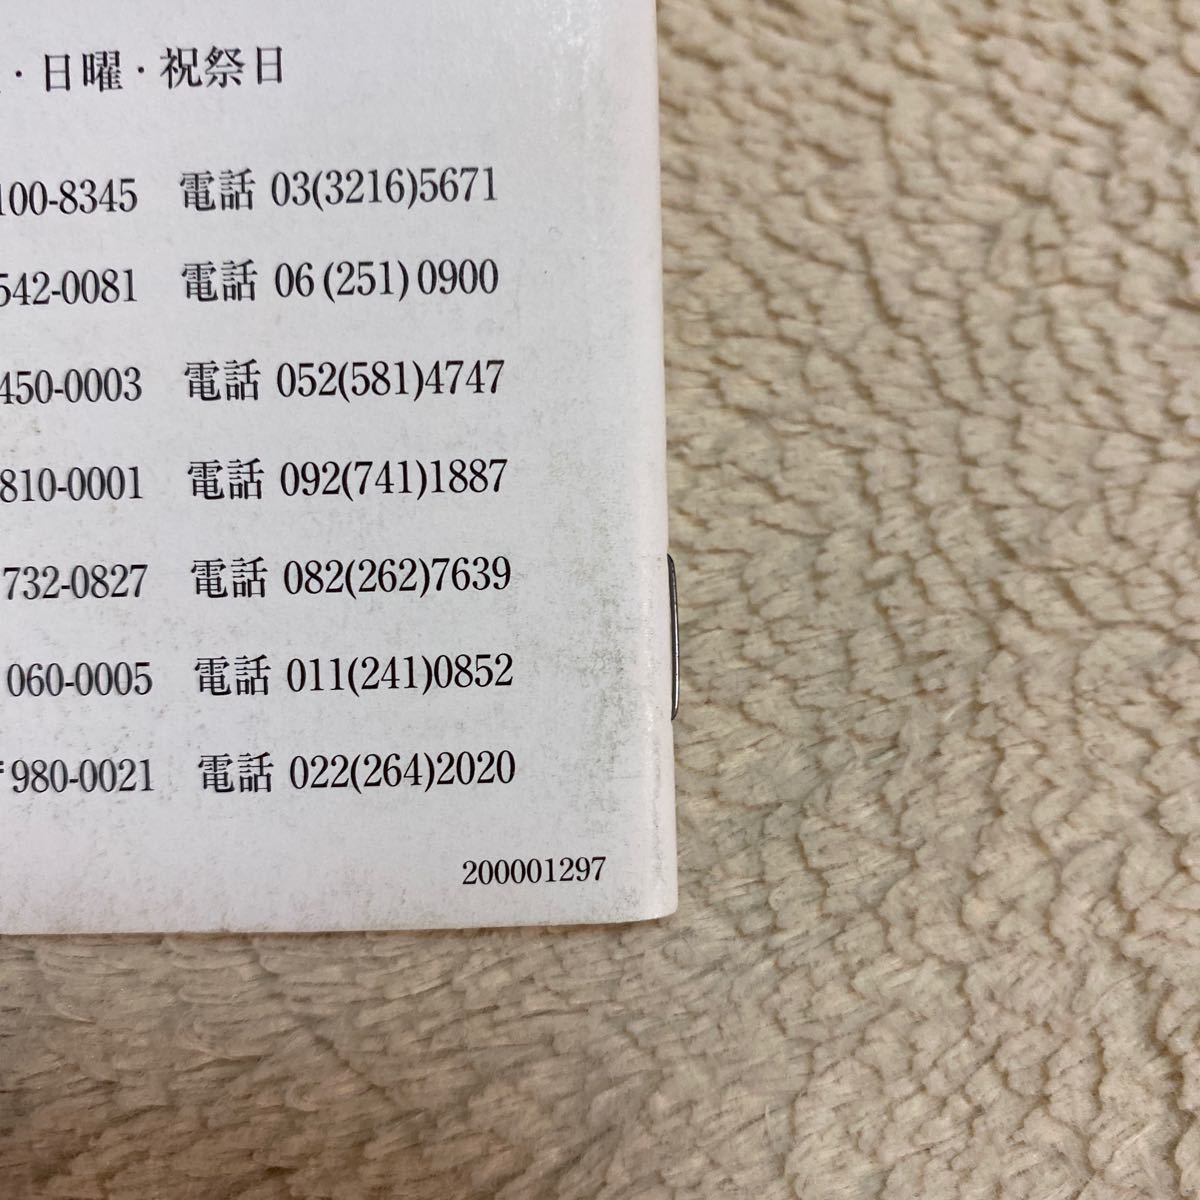 ・日曜・祝祭日
100-8345 電話 03(3216)5671
542-0081 電話 06(251)0900
450-0003 電話 052(581)4747
810-0001 電話 092(741)1887
732-0827 電話 082(262)7639
060-0005 電話 011(241)0852
〒980-0021 電話 022(264)2020
200001297